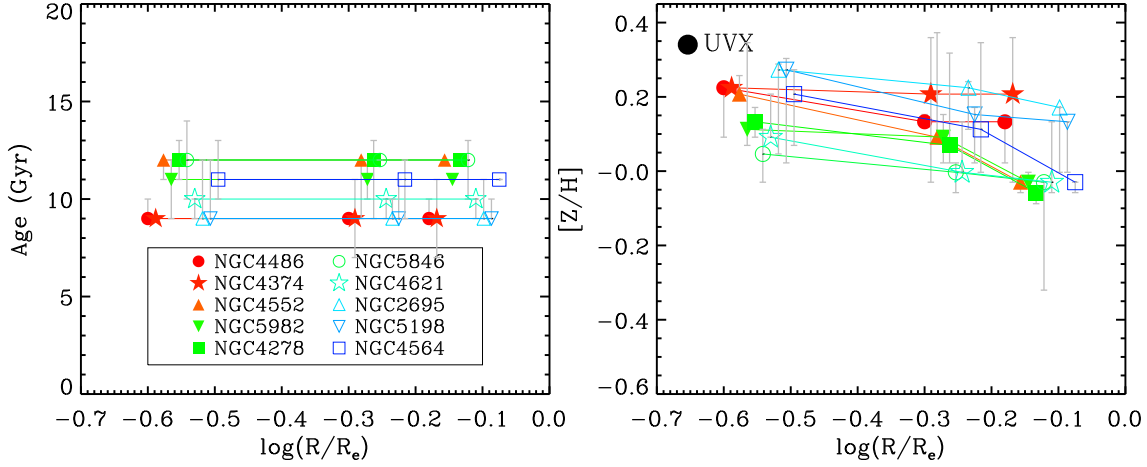 20
15
10
5
0
Age (Gyr)
NGC4486 NGC5846
NGC4374 NGC4621
NGC4552 NGC2695
NGC5982 NGC5198
NGC4278 NGC4564
-0.7 -0.6 -0.5 -0.4 -0.3 -0.2 -0.1 0.0
log(R/Re)
UVX
0.4
0.2
-0.0
-0.2
-0.4
-0.6
[Z/H]
-0.7 -0.6 -0.5 -0.4 -0.3 -0.2 -0.1 0.0
log(R/Re)